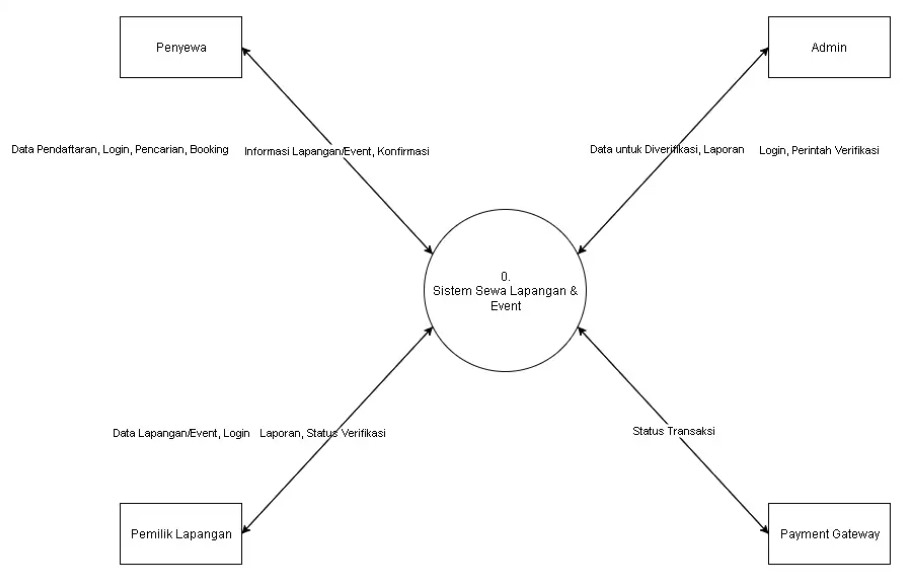 Penyewa
Admin
Data Pendaftaran, Login, Pencarian, Booking
Informasi Lapangan/Event, Konfirmasi
Data untuk Diverifikasi, Laporan
Login, Perintah Verifikasi
0.
Sistem Sewa Lapangan &
Event
Data Lapangan/Event, Login
Laporan, Status Verifikasi
Status Transaksi
Pemilik Lapangan
Payment Gateway